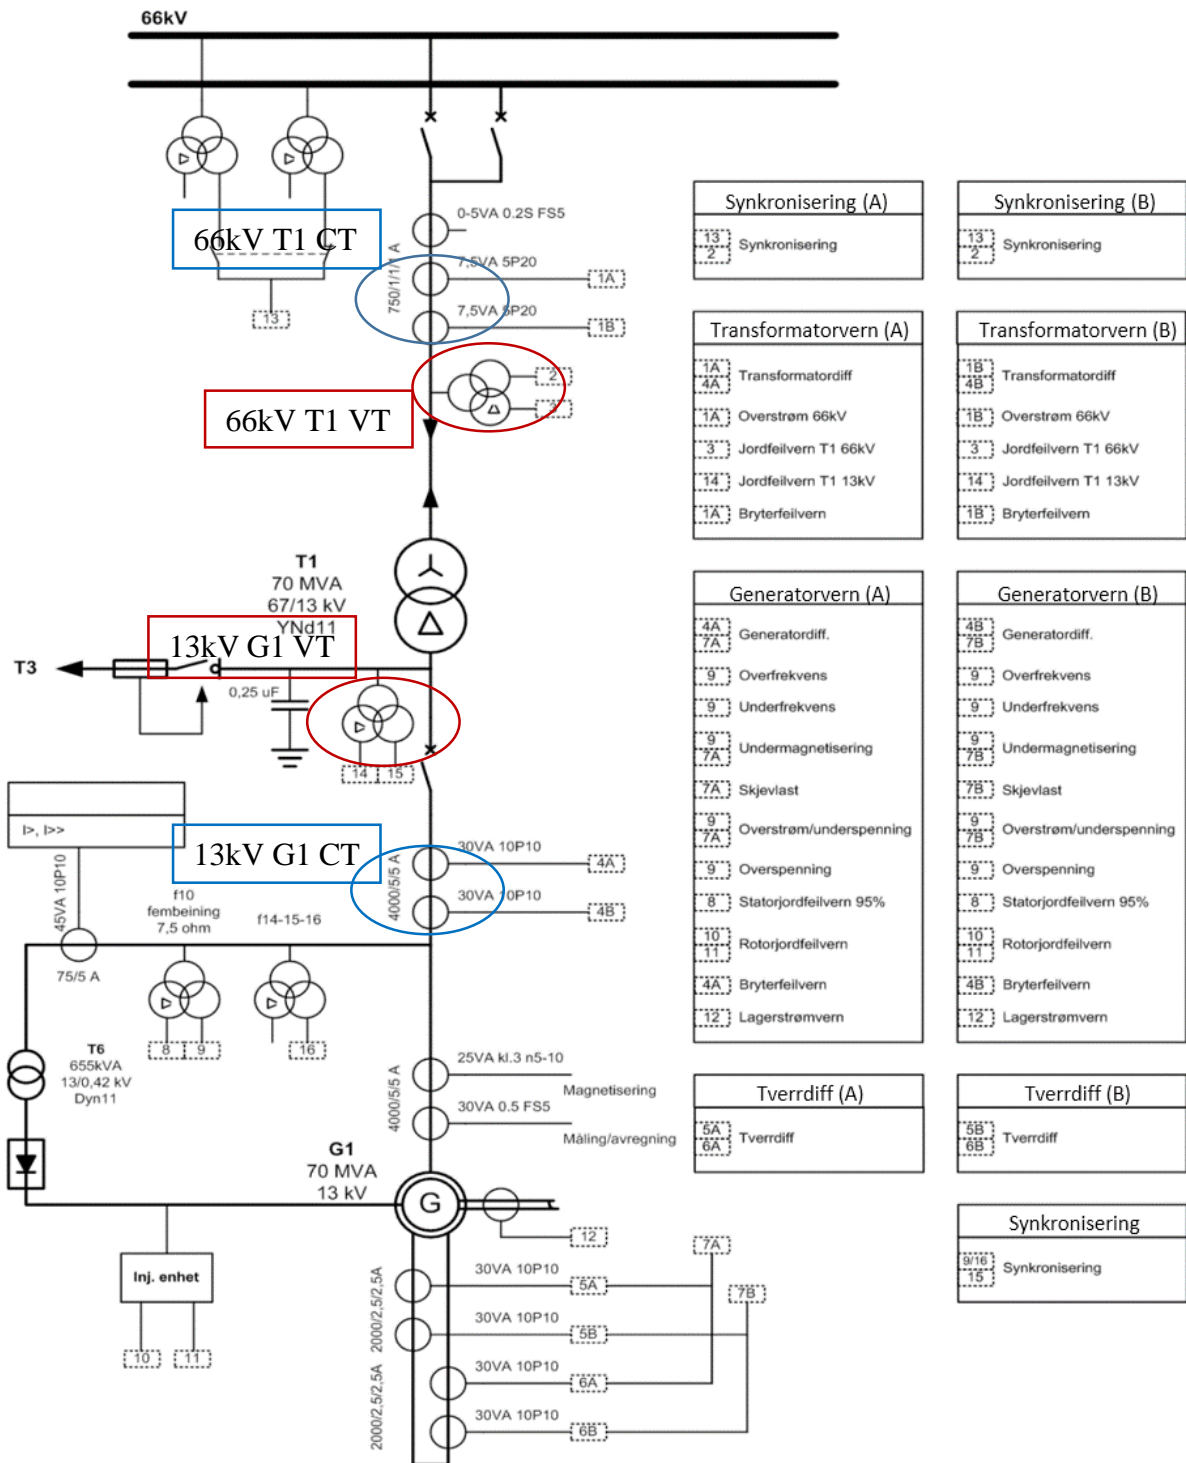 66kV
0-5VA 0.2S FS5
66kV T1 CT
750/1/1/1 A
7,5VA 5P20
1A
7,5VA 5P20
1B
13
2
3
66kV T1 VT
T1
70 MVA
67/13 kV
YNd11
13kV G1 VT
T3
0,25 uF
14
15
I>, I>>
13kV G1 CT
4000/5/5 A
30VA 10P10
4A
30VA 10P10
4B
45VA 10P10
75/5 A
f10
fembeining
7,5 ohm
f14-15-16
8
9
16
T6
655kVA
13/0,42 kV
Dyn11
4000/5/5 A
25VA kl.3 n5-10
Magnetisering
30VA 0.5 FS5
Måling/avregning
G1
70 MVA
13 kV
G
12
Inj. enhet
10
11
2000/2,5/2,5A
30VA 10P10
5A
30VA 10P10
5B
2000/2,5/2,5A
30VA 10P10
6A
30VA 10P10
6B
7A
7B
Synkronisering (A)
13
2
Synkronisering
Transformatorvern (A)
1A
4A
Transformatordiff
1A Overstrøm 66kV
3 Jordfeilvern T1 66kV
14 Jordfeilvern T1 13kV
1A Bryterfeilvern
Generatorvern (A)
4A
7A
Generatordiff.
9 Overfrekvens
9 Underfrekvens
9
7A
Undermagnetisering
7A Skjevlast
9
7A
Overstrøm/underspenning
9 Overspenning
8 Statorjordfeilvern 95%
10
11
Rotorjordfeilvern
4A Bryterfeilvern
12 Lagerstrømvern
Tverrdiff (A)
5A
6A
Tverrdiff
Synkronisering (B)
13
2
Synkronisering
Transformatorvern (B)
1B
4B
Transformatordiff
1B Overstrøm 66kV
3 Jordfeilvern T1 66kV
14 Jordfeilvern T1 13kV
1B Bryterfeilvern
Generatorvern (B)
4B
7B
Generatordiff.
9 Overfrekvens
9 Underfrekvens
9
7B
Undermagnetisering
7B Skjevlast
9
7B
Overstrøm/underspenning
9 Overspenning
8 Statorjordfeilvern 95%
10
11
Rotorjordfeilvern
4B Bryterfeilvern
12 Lagerstrømvern
Tverrdiff (B)
5B
6B
Tverrdiff
Synkronisering
9/16
15
Synkronisering